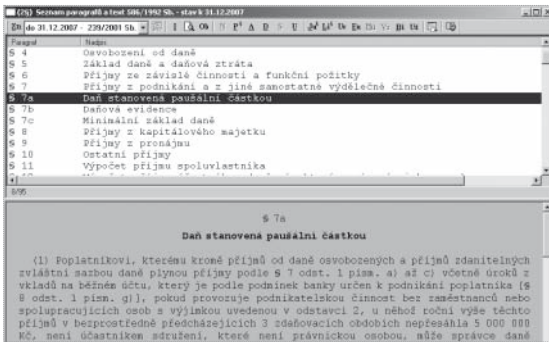 (ZS) Seznam paragrafů a text 586/1992 Sb. - stav k 31.12.2007
do 31.12.2007 - 239/2001 Sb.
Paragraf Nadpis
§ 4 Osvobození od daně
§ 5 Základ daně a daňová ztráta
§ 6 Příjmy ze závislé činnosti a funkční požitky
§ 7 Příjmy z podnikání a z jiné samostatné výdělečné činnosti
§ 7a Daň stanovená paušální částkou
§ 7b Daňová evidence
§ 7c Minimální základ daně
§ 8 Příjmy z kapitálového majetku
§ 9 Příjmy z pronájmu
§ 10 Ostatní příjmy
§ 11 Výpočet příjmu spoluvlastníka
8/95
§ 7a
Daň stanovená paušální částkou
(1) Poplatníkovi, kterému kromě příjmů od daně osvobozených a příjmů zdanitelných
zvláštní sazbou daně plynou příjmy podle § 7 odst. 1 písm. a) až c) včetně úroků z
vkladů na běžném účtu, který je podle podmínek banky určen k podnikání poplatníka [§
8 odst. 1 písm. g)], pokud provozuje podnikatelskou činnost bez zaměstnanců nebo
spolupracujících osob s výjimkou uvedenou v odstavci 2, u něhož roční výše těchto
příjmů v bezprostředně předcházejících 3 zdaňovacích obdobích nepřesáhla 5 000 000
Kč, není účastníkem sdružení, které není právnickou osobou, může správce daně